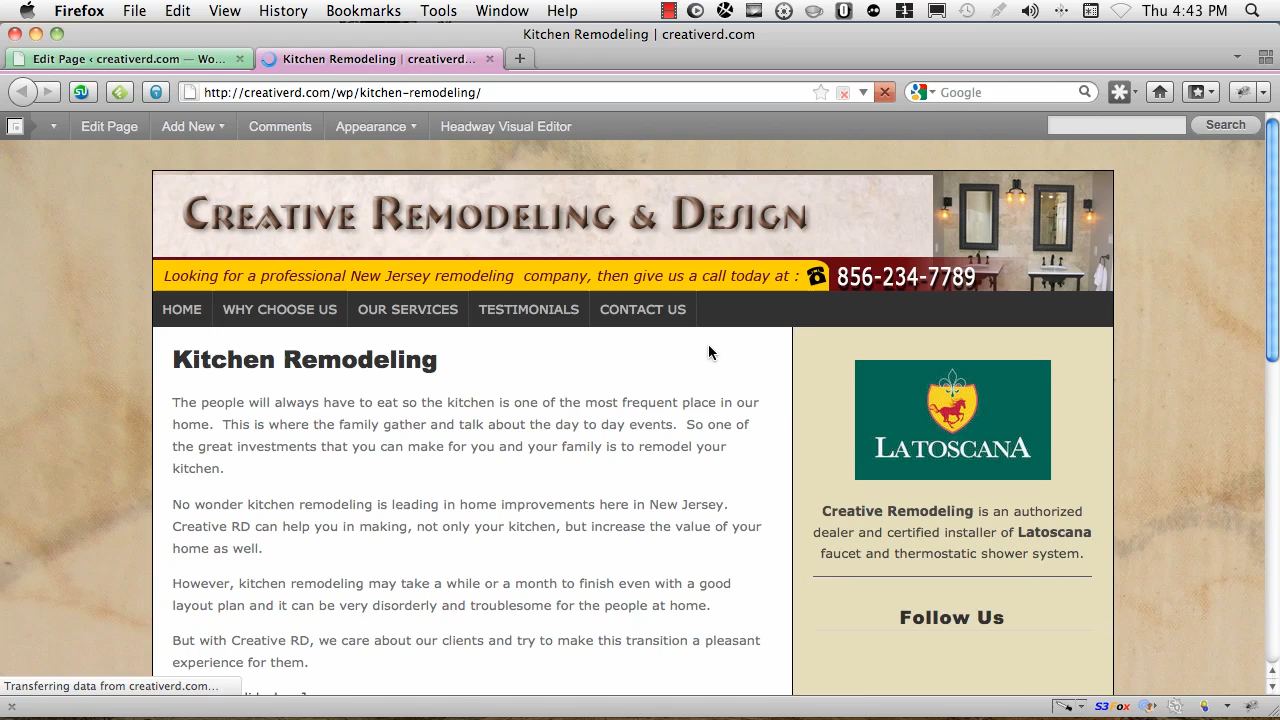 Firefox File Edit View History Bookmarks Tools Window Help Thu 4:43 PM
Kitchen Remodeling | creativerd.com
Edit Page ‹ creativerd.com — Wo...
Kitchen Remodeling | creativerd...
http://creativerd.com/wp/kitchen-remodeling/
Google
Edit Page Add New Comments Appearance Headway Visual Editor Search
Creative Remodeling & Design
Looking for a professional New Jersey remodeling company, then give us a call today at : 856-234-7789
HOME WHY CHOOSE US OUR SERVICES TESTIMONIALS CONTACT US
Kitchen Remodeling
The people will always have to eat so the kitchen is one of the most frequent place in our
home. This is where the family gather and talk about the day to day events. So one of
the great investments that you can make for you and your family is to remodel your
kitchen.
No wonder kitchen remodeling is leading in home improvements here in New Jersey.
Creative RD can help you in making, not only your kitchen, but increase the value of your
home as well.
However, kitchen remodeling may take a while or a month to finish even with a good
layout plan and it can be very disorderly and troublesome for the people at home.
But with Creative RD, we care about our clients and try to make this transition a pleasant
experience for them.
LATOSCANA
Creative Remodeling is an authorized
dealer and certified installer of Latoscana
faucet and thermostatic shower system.
Follow Us
Transferring data from creativerd.com...
S3Fox